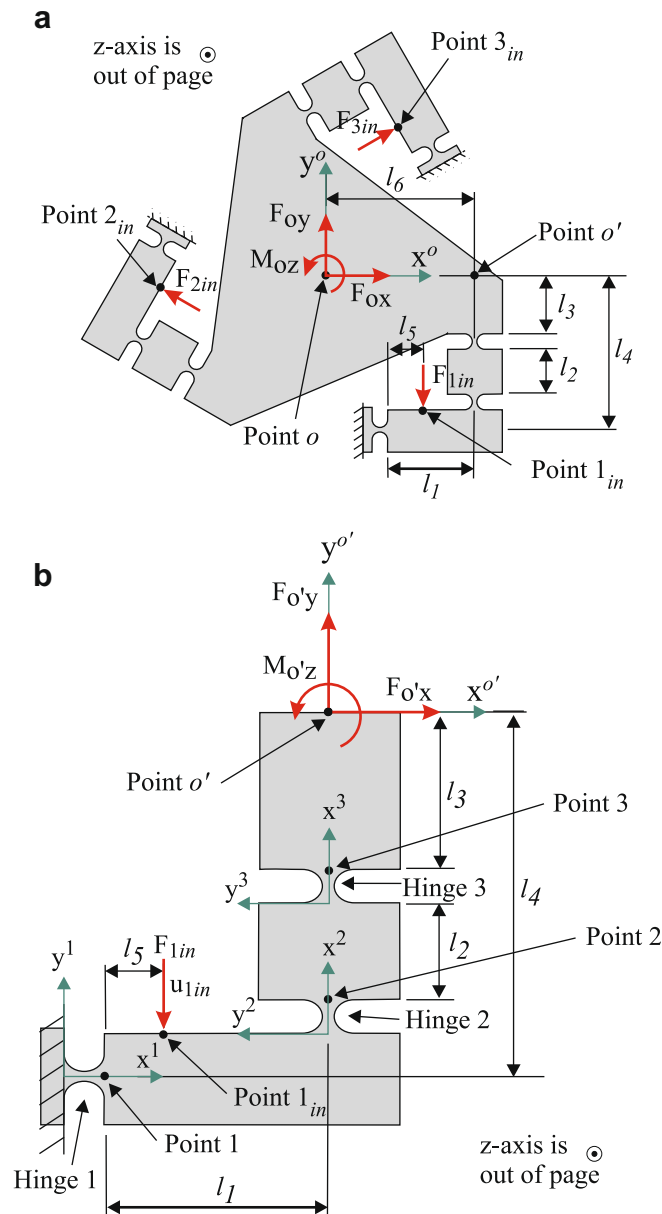 a
z-axis is
out of page
Point 3in
F3in
yo
l6
Point 2in
Foy
Point o'
F2in
Moz
xo
Fox
l3
l5
l4
F1in
l2
Point o
Point 1in
l1
b
yo'
Fo'y
Mo'z
Fo'x
xo'
Point o'
l3
x3
Point 3
y3
Hinge 3
l4
F1in
l5
x2
l2
Point 2
y1
u1in
y2
Hinge 2
x1
Point 1in
Point 1
Hinge 1
z-axis is
out of page
l1